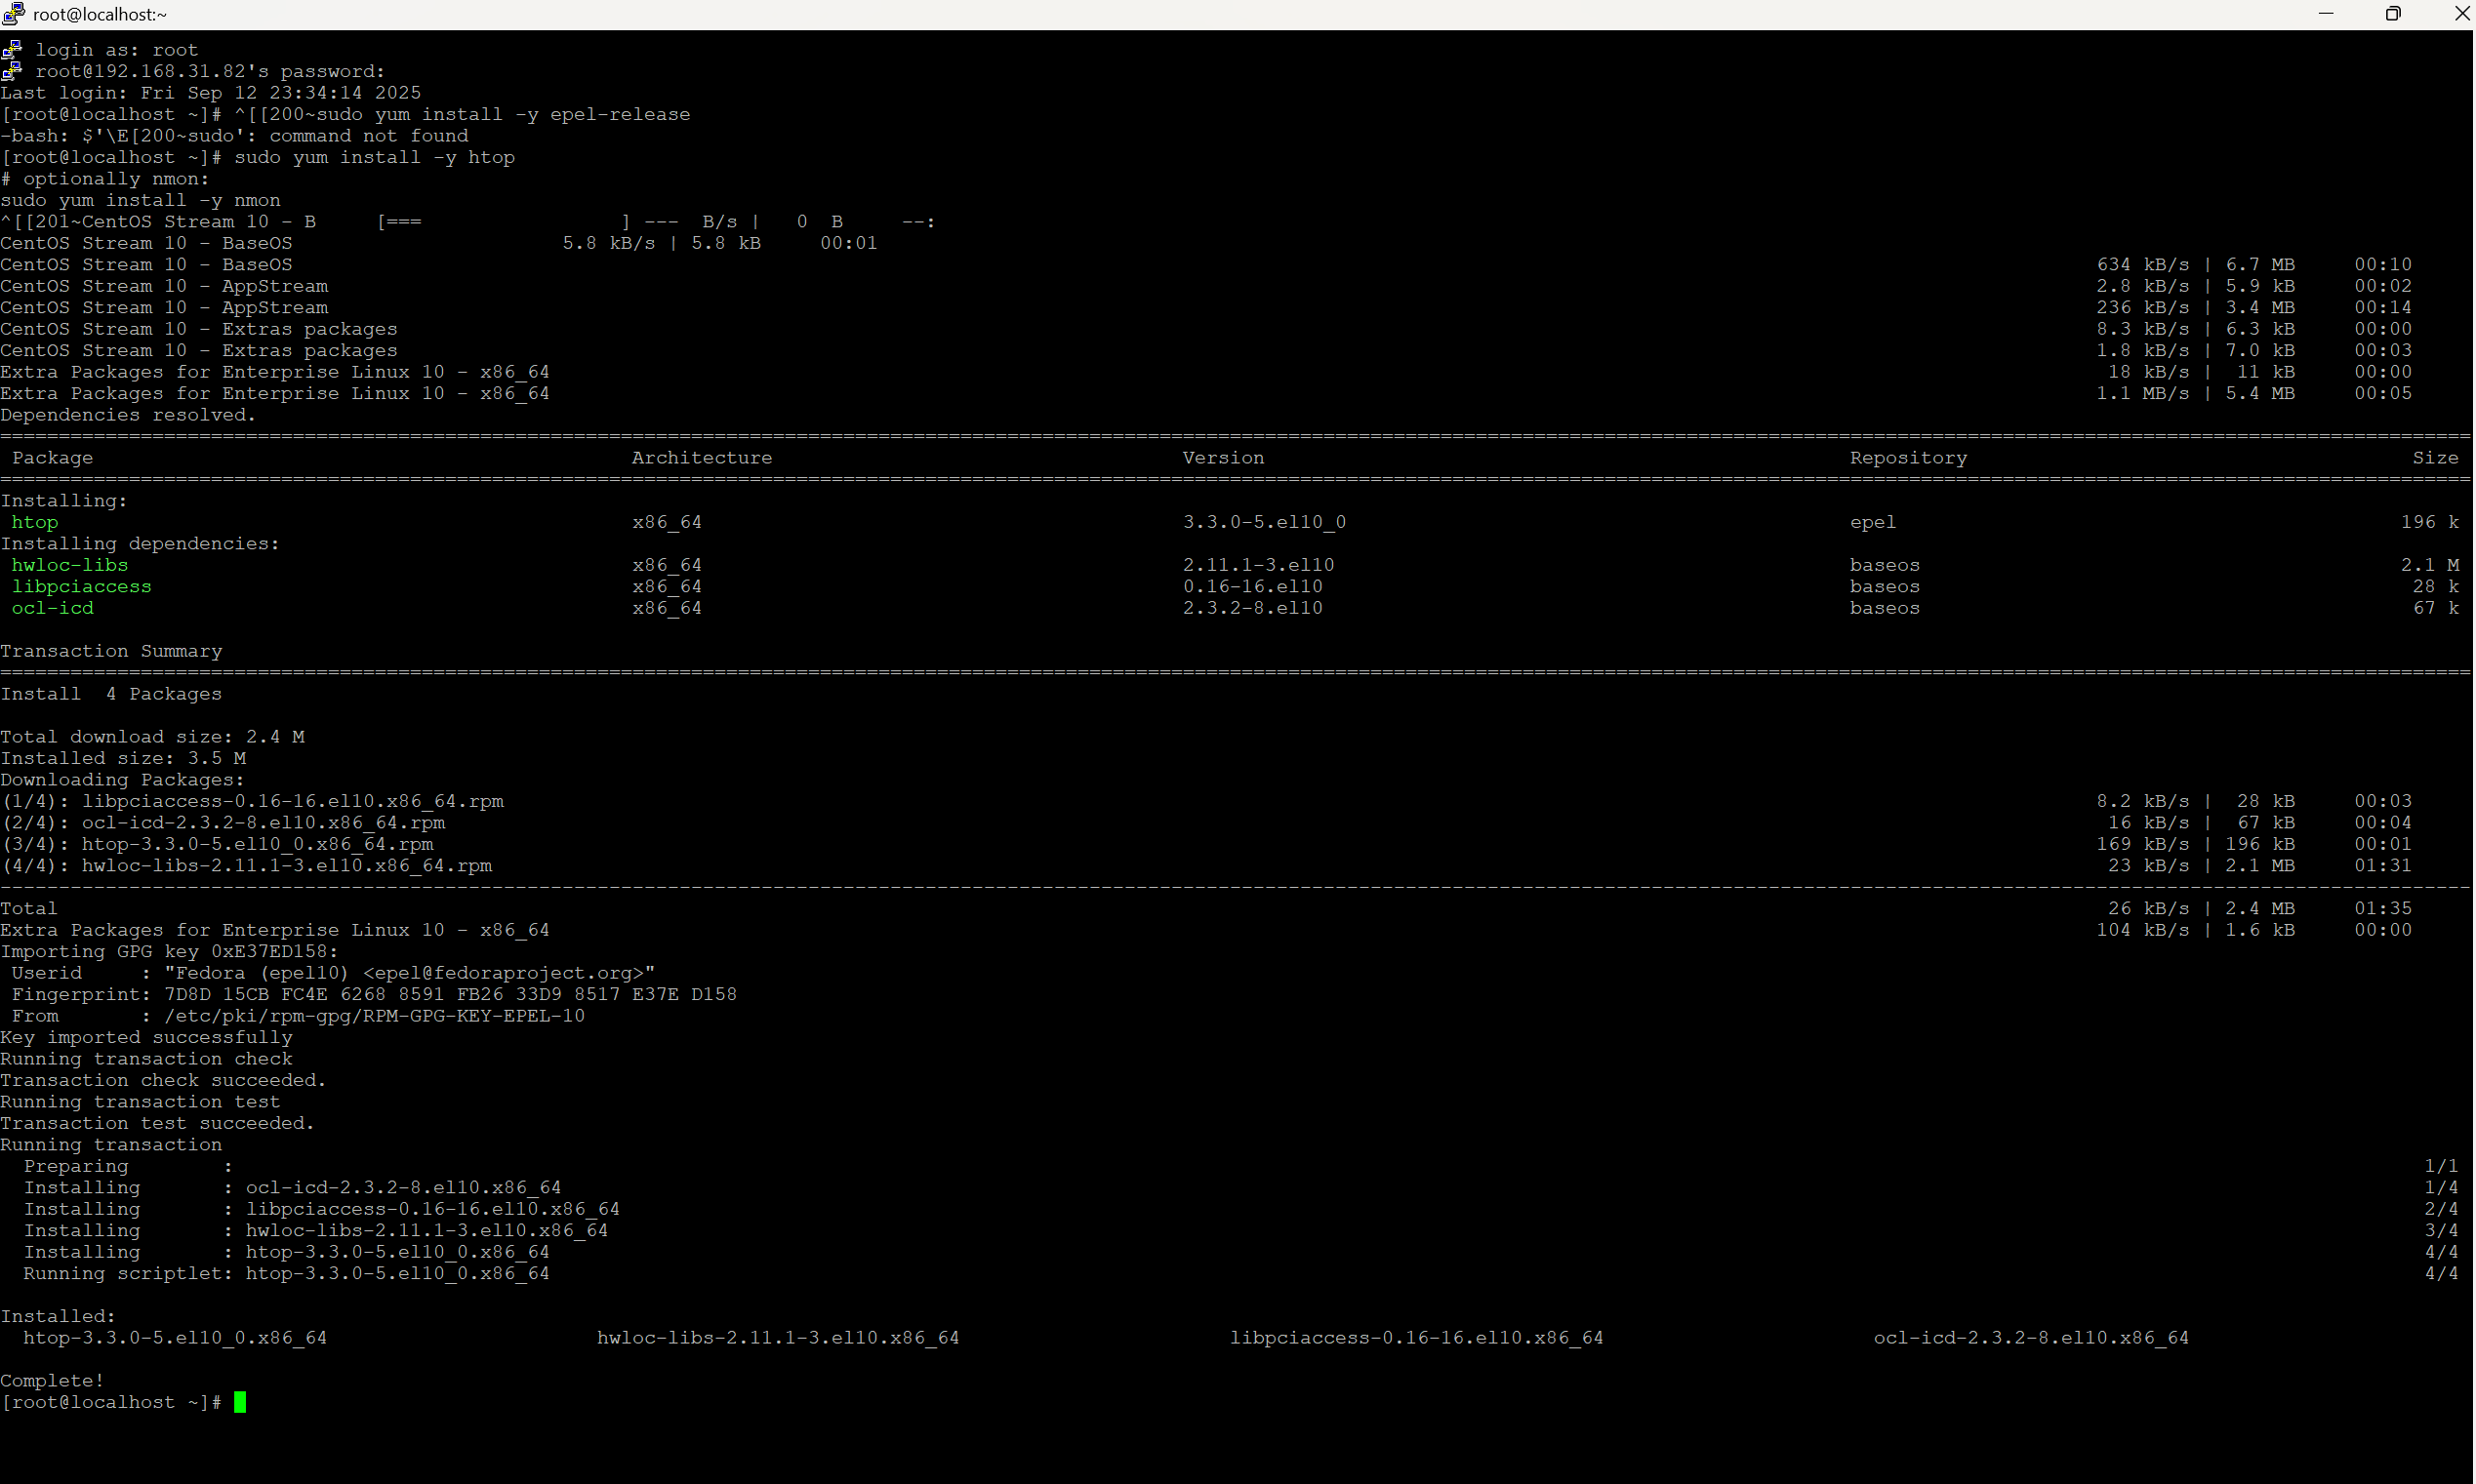 root@localhost:~
login as: root
root@192.168.31.82's password:
Last login: Fri Sep 12 23:34:14 2025
[root@localhost ~]# ^[[200~sudo yum install -y epel-release
-bash: $'\E[200~sudo': command not found
[root@localhost ~]# sudo yum install -y htop
# optionally nmon:
sudo yum install -y nmon
^[[201~CentOS Stream 10 - B     [===                 ] ---  B/s |   0  B     --:
CentOS Stream 10 - BaseOS                       5.8 kB/s | 5.8 kB     00:01
CentOS Stream 10 - BaseOS 634 kB/s | 6.7 MB     00:10
CentOS Stream 10 - AppStream 2.8 kB/s | 5.9 kB     00:02
CentOS Stream 10 - AppStream 236 kB/s | 3.4 MB     00:14
CentOS Stream 10 - Extras packages 8.3 kB/s | 6.3 kB     00:00
CentOS Stream 10 - Extras packages 1.8 kB/s | 7.0 kB     00:03
Extra Packages for Enterprise Linux 10 - x86_64 18 kB/s |  11 kB     00:00
Extra Packages for Enterprise Linux 10 - x86_64 1.1 MB/s | 5.4 MB     00:05
Dependencies resolved.
Package Architecture Version Repository Size
Installing:
htop x86_64 3.3.0-5.el10_0 epel 196 k
Installing dependencies:
hwloc-libs x86_64 2.11.1-3.el10 baseos 2.1 M
libpciaccess x86_64 0.16-16.el10 baseos 28 k
ocl-icd x86_64 2.3.2-8.el10 baseos 67 k
Transaction Summary
Install  4 Packages
Total download size: 2.4 M
Installed size: 3.5 M
Downloading Packages:
(1/4): libpciaccess-0.16-16.el10.x86_64.rpm 8.2 kB/s |  28 kB     00:03
(2/4): ocl-icd-2.3.2-8.el10.x86_64.rpm 16 kB/s |  67 kB     00:04
(3/4): htop-3.3.0-5.el10_0.x86_64.rpm 169 kB/s | 196 kB     00:01
(4/4): hwloc-libs-2.11.1-3.el10.x86_64.rpm 23 kB/s | 2.1 MB     01:31
Total 26 kB/s | 2.4 MB     01:35
Extra Packages for Enterprise Linux 10 - x86_64 104 kB/s | 1.6 kB     00:00
Importing GPG key 0xE37ED158:
Userid     : "Fedora (epel10) <epel@fedoraproject.org>"
Fingerprint: 7D8D 15CB FC4E 6268 8591 FB26 33D9 8517 E37E D158
From       : /etc/pki/rpm-gpg/RPM-GPG-KEY-EPEL-10
Key imported successfully
Running transaction check
Transaction check succeeded.
Running transaction test
Transaction test succeeded.
Running transaction
Preparing        : 1/1
Installing       : ocl-icd-2.3.2-8.el10.x86_64 1/4
Installing       : libpciaccess-0.16-16.el10.x86_64 2/4
Installing       : hwloc-libs-2.11.1-3.el10.x86_64 3/4
Installing       : htop-3.3.0-5.el10_0.x86_64 4/4
Running scriptlet: htop-3.3.0-5.el10_0.x86_64 4/4
Installed:
htop-3.3.0-5.el10_0.x86_64 hwloc-libs-2.11.1-3.el10.x86_64 libpciaccess-0.16-16.el10.x86_64 ocl-icd-2.3.2-8.el10.x86_64
Complete!
[root@localhost ~]#